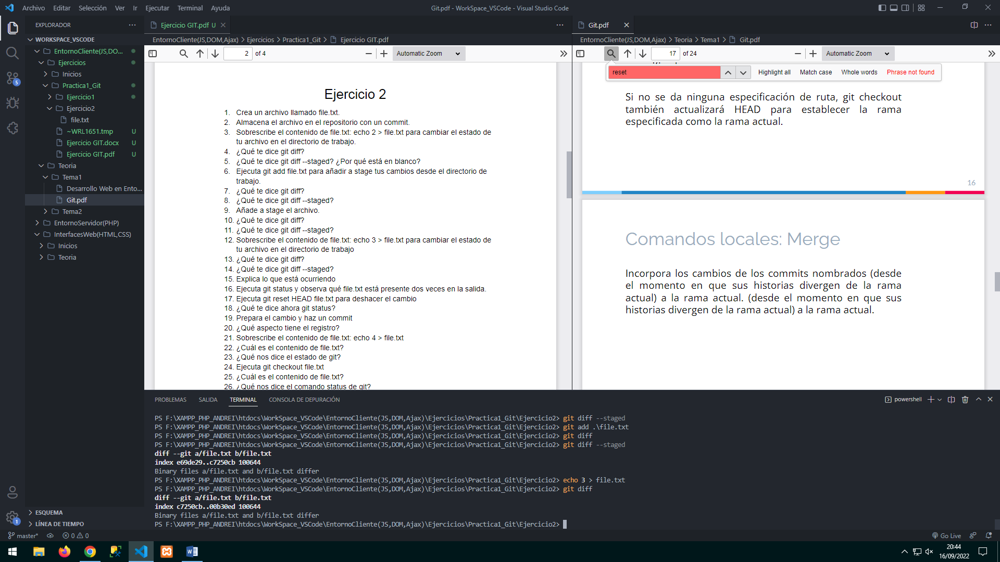 Archivo Editar Selección Ver Ir Ejecutar Terminal Ayuda
Git.pdf - WorkSpace_VSCode - Visual Studio Code
EXPLORADOR
WORKSPACE_VSCODE
EntornoCliente(JS,DO...
Ejercicios
Inicios
Practica1_Git
Ejercicio1
Ejercicio2
file.txt
~WRL1651.tmp U
Ejercicio GIT.docx U
Ejercicio GIT.pdf U
Teoria
Tema1
Desarrollo Web en Ento...
Git.pdf
Tema2
EntornoServidor(PHP)
InterfacesWeb(HTML,CSS)
Inicios
Teoria
ESQUEMA
LÍNEA DE TIEMPO
5
1
Ejercicio GIT.pdf U
EntornoCliente(JS,DOM,Ajax) > Ejercicios > Practica1_Git > Ejercicio GIT.pdf
2 of 4
Automatic Zoom
Ejercicio 2
1. Crea un archivo llamado file.txt.
2. Almacena el archivo en el repositorio con un commit.
3. Sobrescribe el contenido de file.txt: echo 2 > file.txt para cambiar el estado de
tu archivo en el directorio de trabajo.
4. ¿Qué te dice git diff?
5. ¿Qué te dice git diff --staged? ¿Por qué está en blanco?
6. Ejecuta git add file.txt para añadir a stage tus cambios desde el directorio de
trabajo.
7. ¿Qué te dice git diff?
8. ¿Qué te dice git diff --staged?
9. Añade a stage el archivo.
10. ¿Qué te dice git diff?
11. ¿Qué te dice git diff --staged?
12. Sobrescribe el contenido de file.txt: echo 3 > file.txt para cambiar el estado de
tu archivo en el directorio de trabajo
13. ¿Qué te dice git diff?
14. ¿Qué te dice git diff --staged?
15. Explica lo que está ocurriendo
16. Ejecuta git status y observa qué file.txt está presente dos veces en la salida.
17. Ejecuta git reset HEAD file.txt para deshacer el cambio
18. ¿Qué te dice ahora git status?
19. Prepara el cambio y haz un commit
20. ¿Qué aspecto tiene el registro?
21. Sobrescribe el contenido de file.txt: echo 4 > file.txt
22. ¿Cuál es el contenido de file.txt?
23. ¿Qué nos dice el estado de git?
24. Ejecuta git checkout file.txt
25. ¿Cuál es el contenido de file.txt?
26. ¿Qué nos dice el comando status de git?
Git.pdf
EntornoCliente(JS,DOM,Ajax) > Teoria > Tema1 > Git.pdf
17 of 24
Automatic Zoom
reset
Highlight all Match case Whole words Phrase not found
Si no se da ninguna especificación de ruta, git checkout
también actualizará HEAD para establecer la rama
especificada como la rama actual.
16
Comandos locales: Merge
Incorpora los cambios de los commits nombrados (desde
el momento en que sus historias divergen de la rama
actual) a la rama actual. (desde el momento en que sus
historias divergen de la rama actual) a la rama actual.
PROBLEMAS SALIDA TERMINAL CONSOLA DE DEPURACIÓN
powershell
PS F:\XAMPP_PHP_ANDREI\htdocs\WorkSpace_VSCode\EntornoCliente(JS,DOM,Ajax)\Ejercicios\Practica1_Git\Ejercicio2> git diff --staged
PS F:\XAMPP_PHP_ANDREI\htdocs\WorkSpace_VSCode\EntornoCliente(JS,DOM,Ajax)\Ejercicios\Practica1_Git\Ejercicio2> git add .\file.txt
PS F:\XAMPP_PHP_ANDREI\htdocs\WorkSpace_VSCode\EntornoCliente(JS,DOM,Ajax)\Ejercicios\Practica1_Git\Ejercicio2> git diff
PS F:\XAMPP_PHP_ANDREI\htdocs\WorkSpace_VSCode\EntornoCliente(JS,DOM,Ajax)\Ejercicios\Practica1_Git\Ejercicio2> git diff --staged
diff --git a/file.txt b/file.txt
index e69de29..c7250cb 100644
Binary files a/file.txt and b/file.txt differ
PS F:\XAMPP_PHP_ANDREI\htdocs\WorkSpace_VSCode\EntornoCliente(JS,DOM,Ajax)\Ejercicios\Practica1_Git\Ejercicio2> echo 3 > file.txt
PS F:\XAMPP_PHP_ANDREI\htdocs\WorkSpace_VSCode\EntornoCliente(JS,DOM,Ajax)\Ejercicios\Practica1_Git\Ejercicio2> git diff
diff --git a/file.txt b/file.txt
index c7250cb..00b30ed 100644
Binary files a/file.txt and b/file.txt differ
PS F:\XAMPP_PHP_ANDREI\htdocs\WorkSpace_VSCode\EntornoCliente(JS,DOM,Ajax)\Ejercicios\Practica1_Git\Ejercicio2>
master* 0 0
Go Live
20:44
16/09/2022